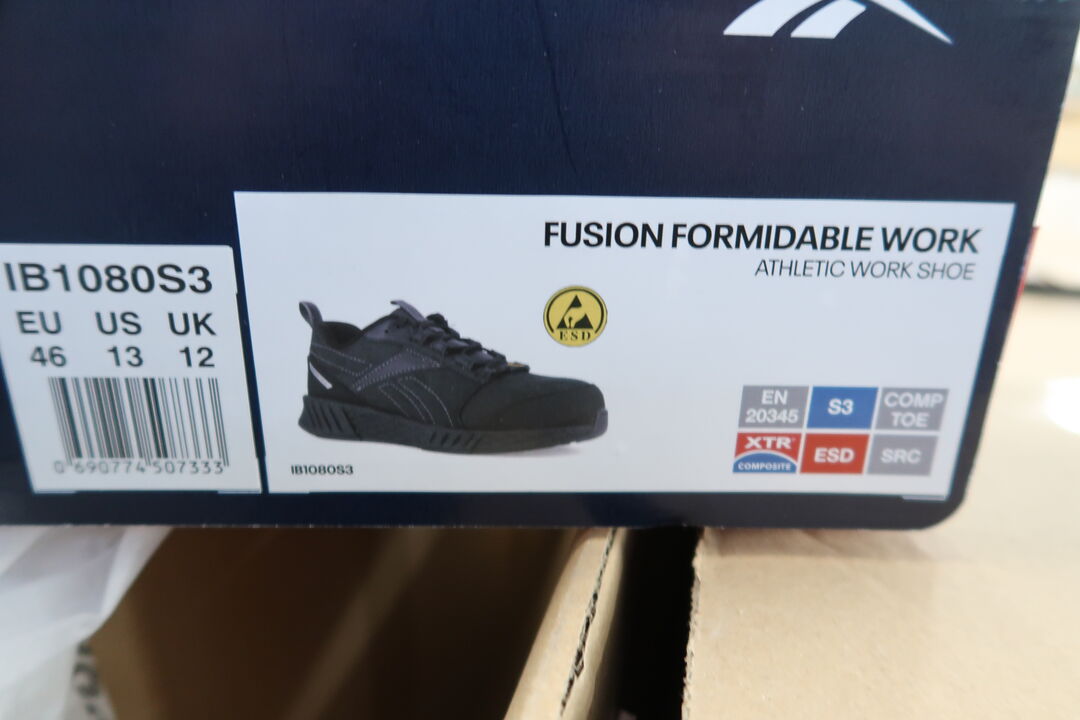 FUSION FORMIDABLE WORK
ATHLETIC WORK SHOE
IB1080S3
EU US UK
46 13 12
0 690774 507333
ESD
IB1080S3
EN 20345
S3
COMP TOE
XTR
COMPOSITE
ESD
SRC